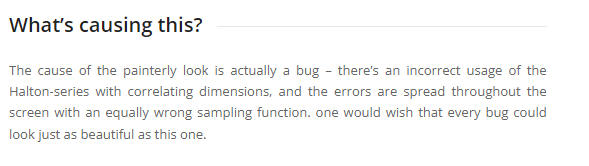 What's causing this?
The cause of the painterly look is actually a bug – there's an incorrect usage of the
Halton-series with correlating dimensions, and the errors are spread throughout the
screen with an equally wrong sampling function. one would wish that every bug could
look just as beautiful as this one.